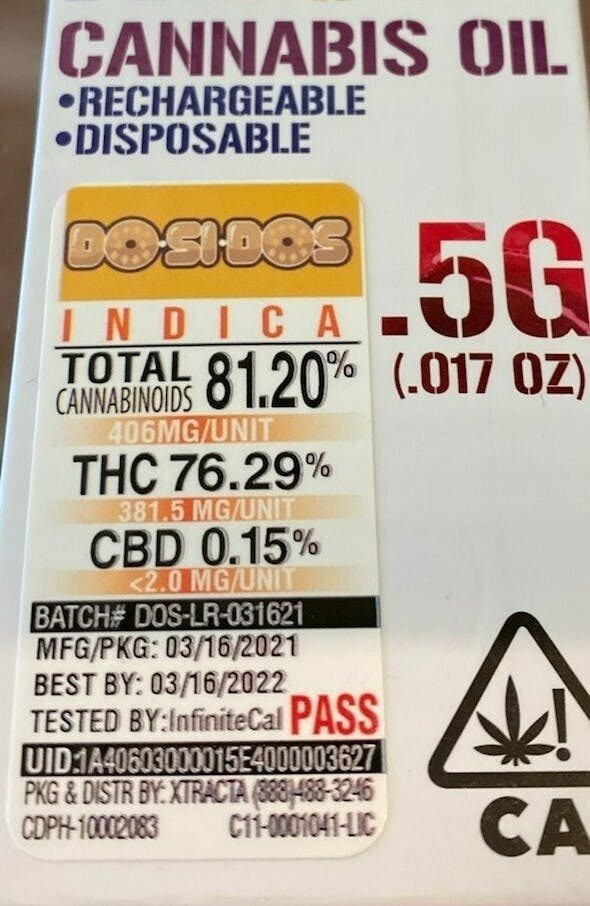 CANNABIS OIL
•RECHARGEABLE
•DISPOSABLE
DO•SI•DOS
INDICA
TOTAL CANNABINOIDS 81.20%
406MG/UNIT
THC 76.29%
381.5 MG/UNIT
CBD 0.15%
<2.0 MG/UNIT
BATCH# DOS-LR-031621
MFG/PKG: 03/16/2021
BEST BY: 03/16/2022
TESTED BY:InfiniteCal PASS
UID:1A40603000015E4000003627
PKG & DISTR BY: XTRACTA (888)-488-3246
CDPH-10002083 C11-0001041-LIC
.5G
(.017 OZ)
!
CA